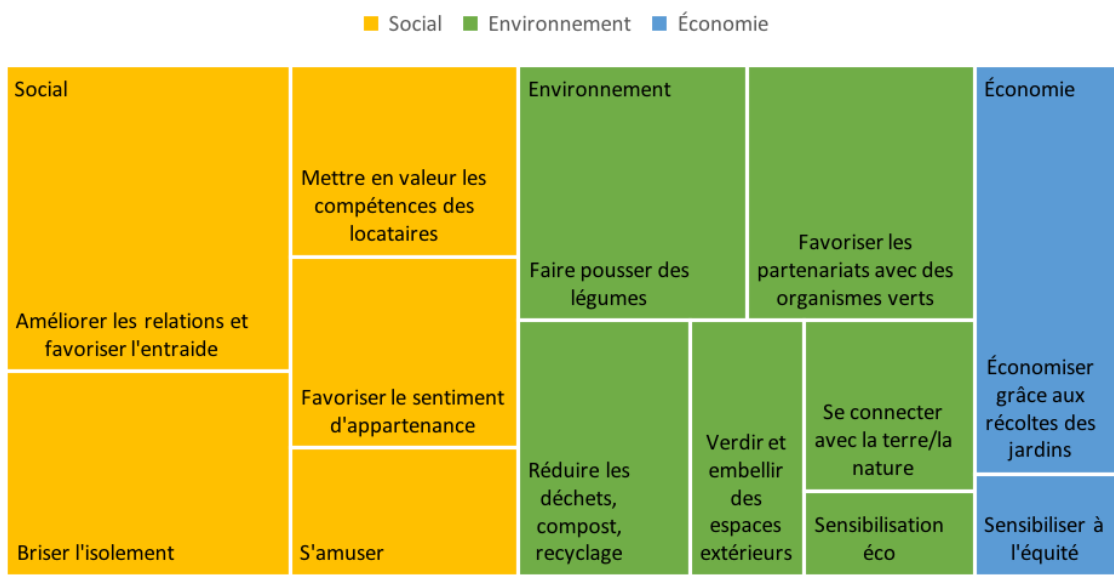 Social Environnement Économie
Social
Améliorer les relations et
favoriser l'entraide
Briser l'isolement
Mettre en valeur les
compétences des
locataires
Favoriser le sentiment
d'appartenance
S'amuser
Environnement
Faire pousser des
légumes
Favoriser les
partenariats avec des
organismes verts
Réduire les
déchets,
compost,
recyclage
Verdir et
embellir
des
espaces
extérieurs
Se connecter
avec la terre/la
nature
Sensibilisation
éco
Économie
Économiser
grâce aux
récoltes des
jardins
Sensibiliser à
l'équité